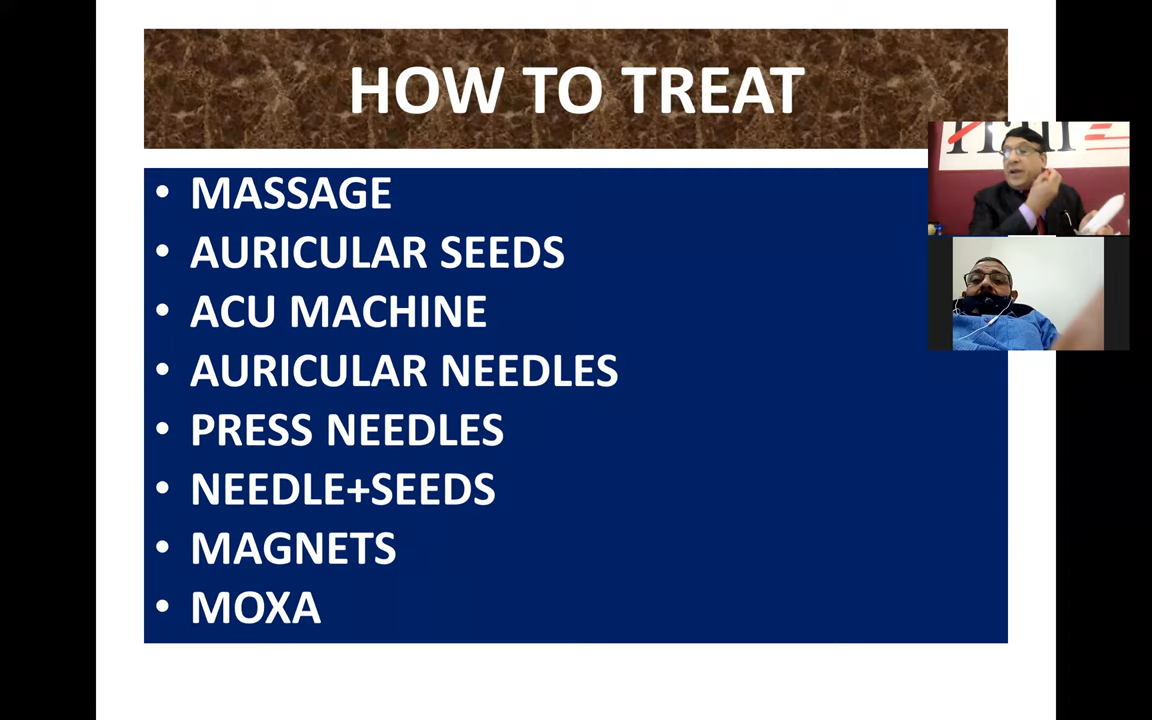 HOW TO TREAT
• MASSAGE
• AURICULAR SEEDS
• ACU MACHINE
• AURICULAR NEEDLES
• PRESS NEEDLES
• NEEDLE+SEEDS
• MAGNETS
• MOXA